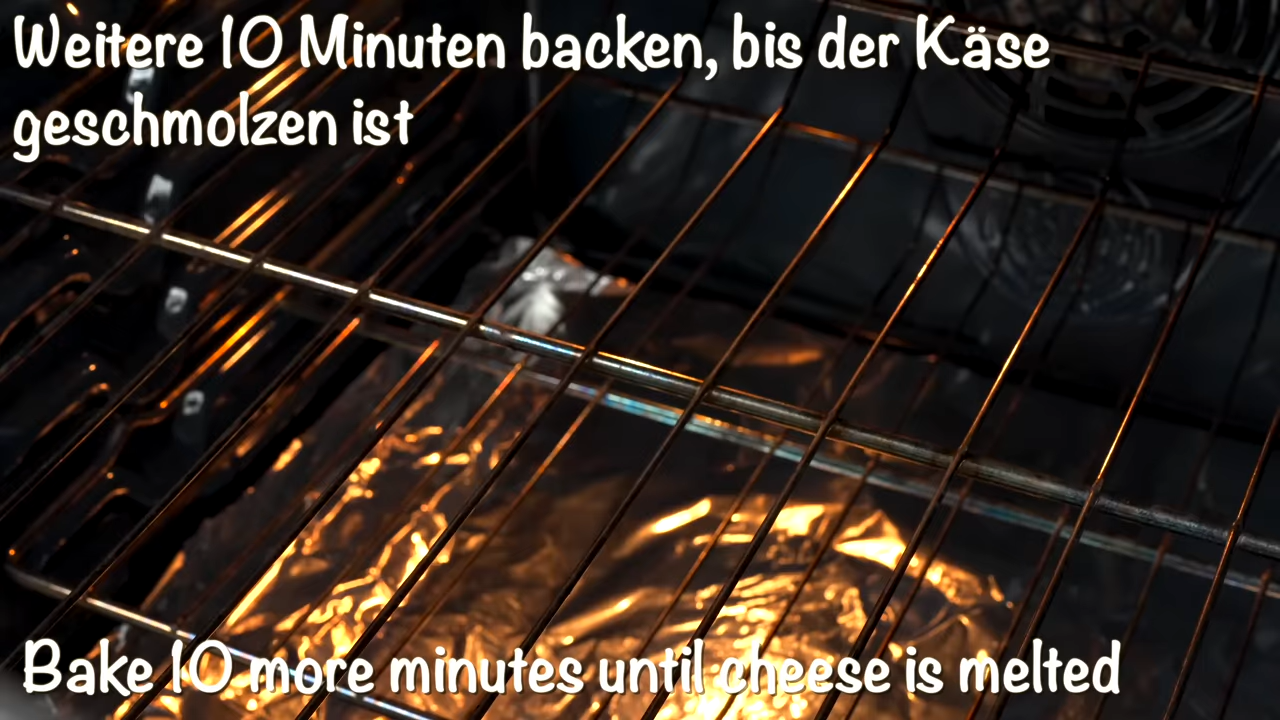 Weitere 10 Minuten backen, bis der Käse
geschmolzen ist
Bake 10 more minutes until cheese is melted